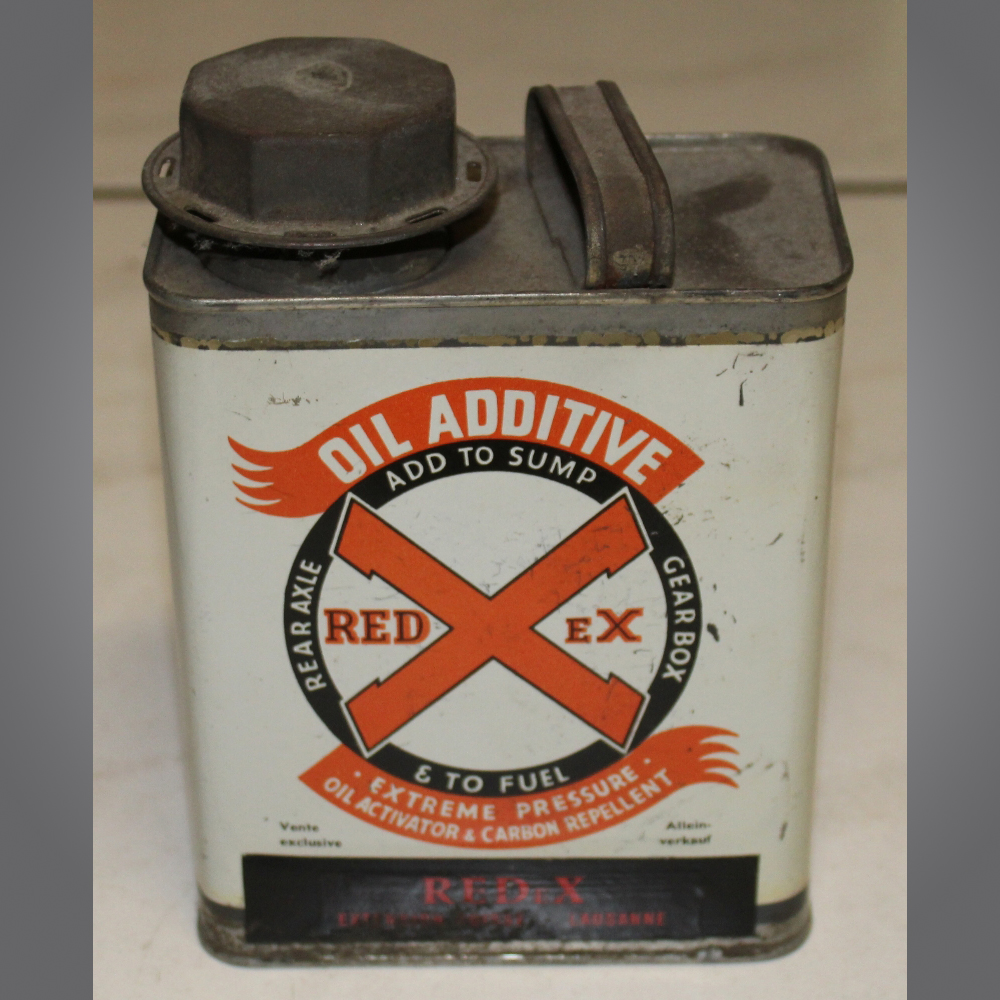 OIL ADDITIVE
ADD TO SUMP
REAR AXLE
GEAR BOX
RED EX
& TO FUEL
· EXTREME PRESSURE ·
OIL ACTIVATOR & CARBON REPELLENT
Vente
exclusive
Allein-
verkauf
REDEX
LAUSANNE